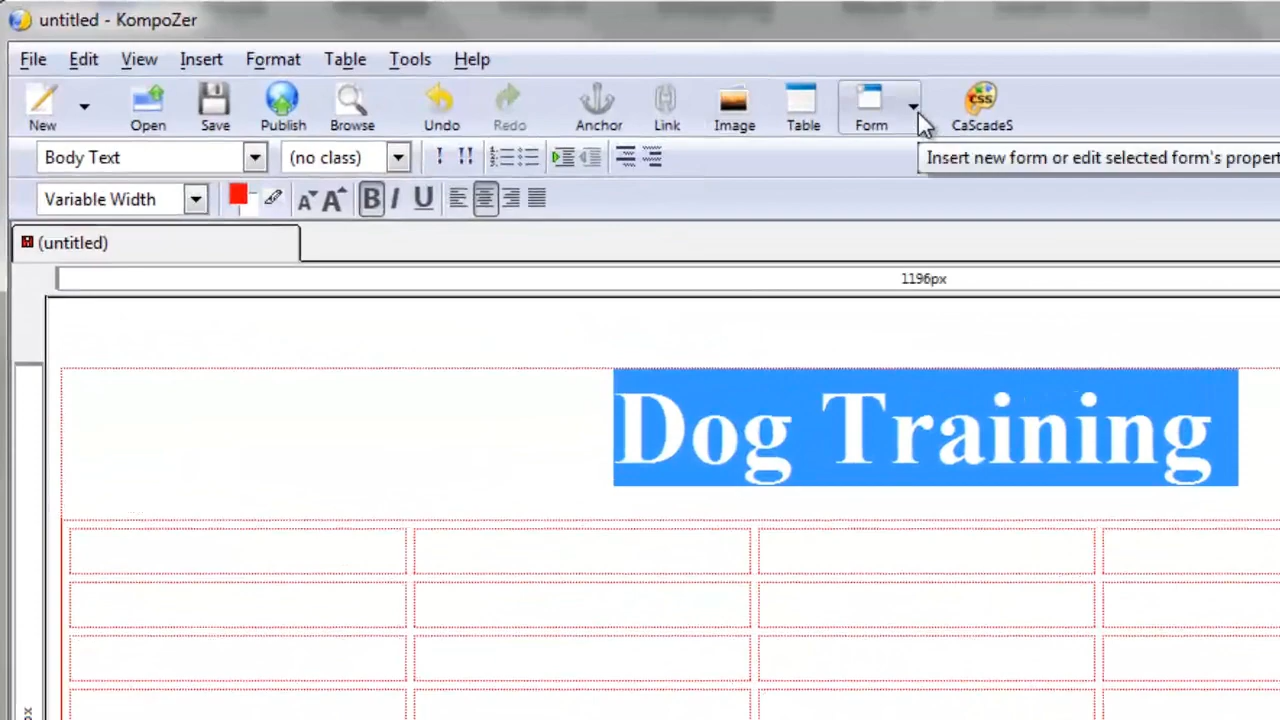 untitled - KompoZer
File Edit View Insert Format Table Tools Help
New Open Save Publish Browse Undo Redo Anchor Link Image Table Form CaScadeS
Body Text (no class)
Insert new form or edit selected form's propert
Variable Width B I U
(untitled)
1196px
Dog Training